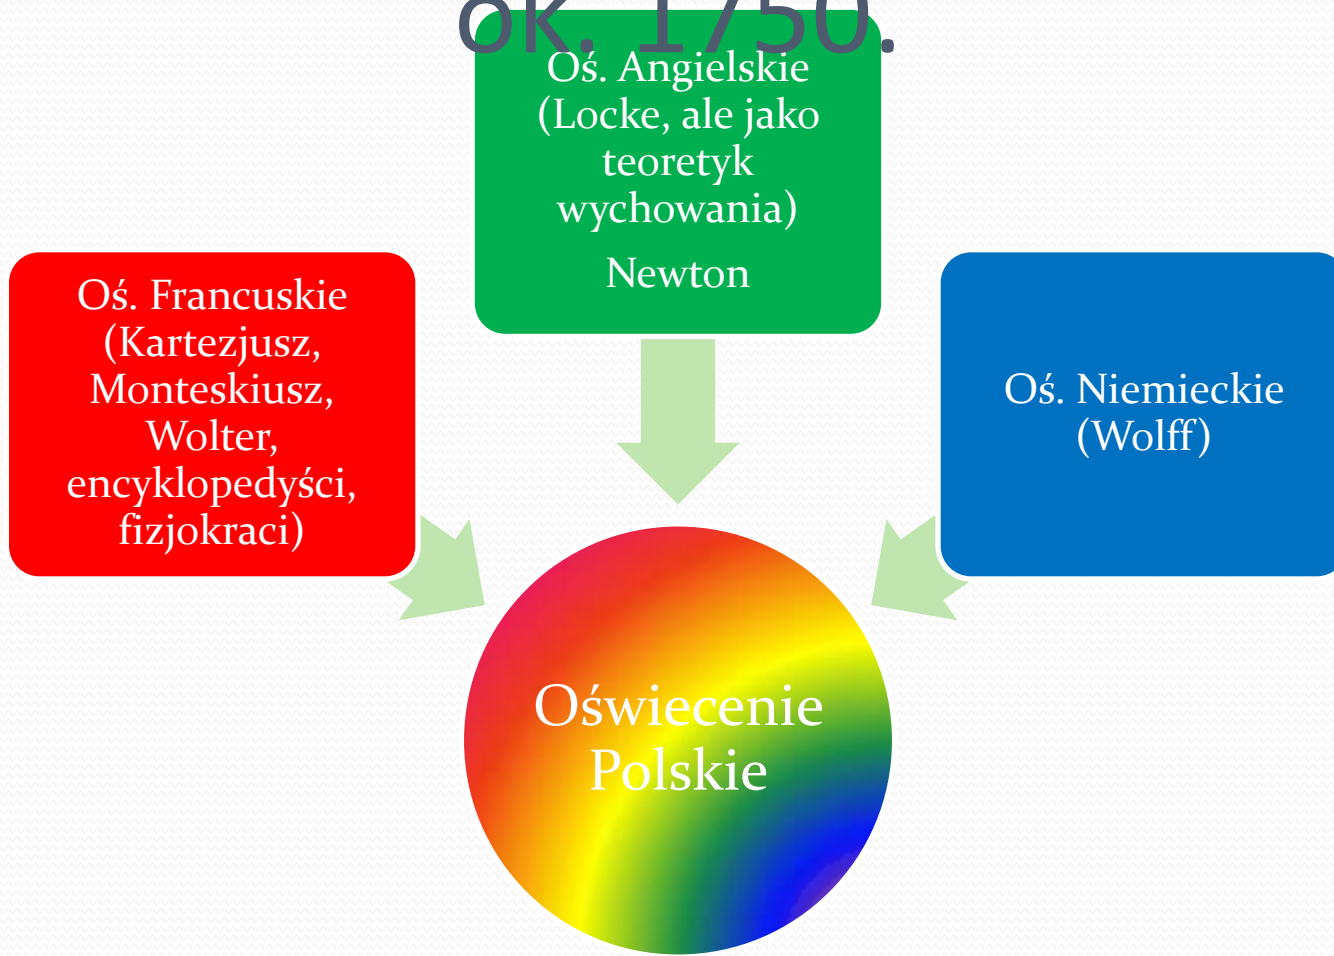 ok. 1750.
Oś. Angielskie
(Locke, ale jako
teoretyk
wychowania)
Newton
Oś. Francuskie
(Kartezjusz,
Monteskiusz,
Wolter,
encyklopedyści,
fizjokraci)
Oś. Niemieckie
(Wolff)
Oświecenie
Polskie